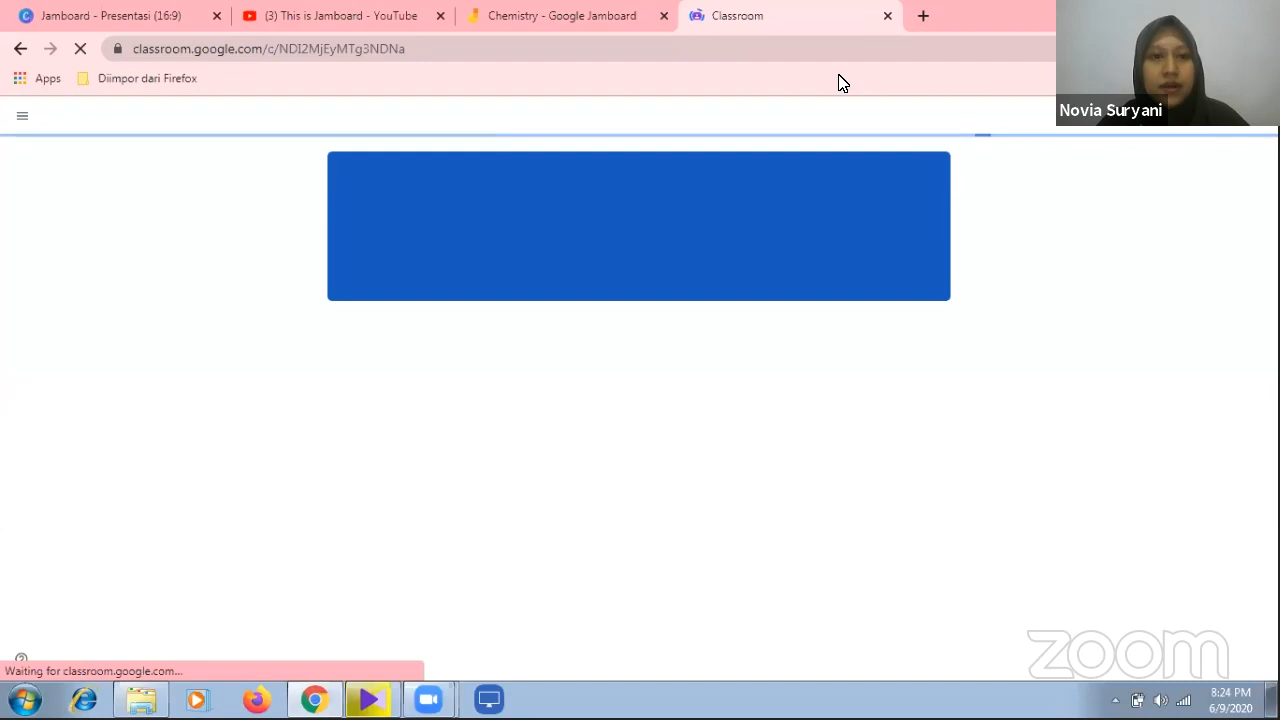 Jamboard - Presentasi (16:9)
(3) This is Jamboard - YouTube
Chemistry - Google Jamboard
Classroom
classroom.google.com/c/NDI2MjEyMTg3NDNa
Apps
Diimpor dari Firefox
Novia Suryani
zoom
Waiting for classroom.google.com...
8:24 PM
6/9/2020